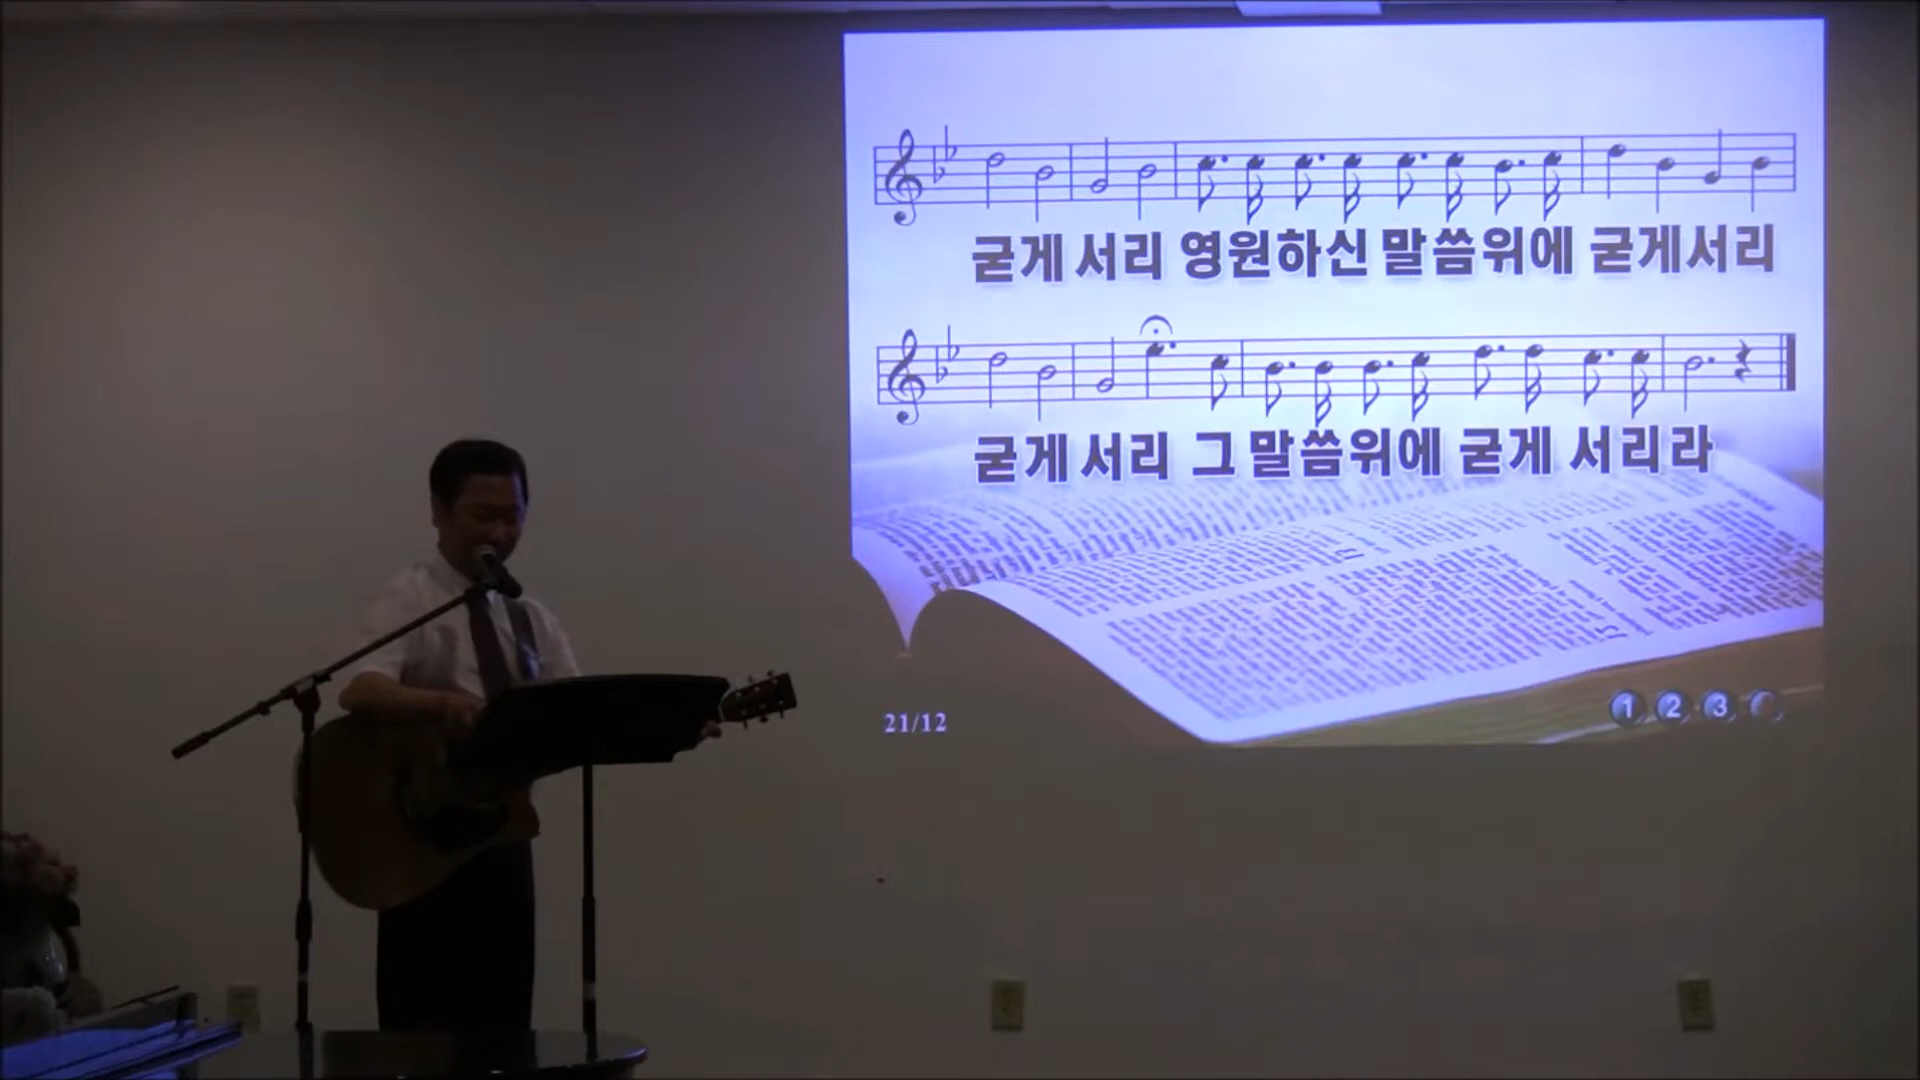 굳게 서리 영원하신 말씀위에 굳게서리
굳게 서리 그 말씀위에 굳게 서리라
21/12
1 2 3